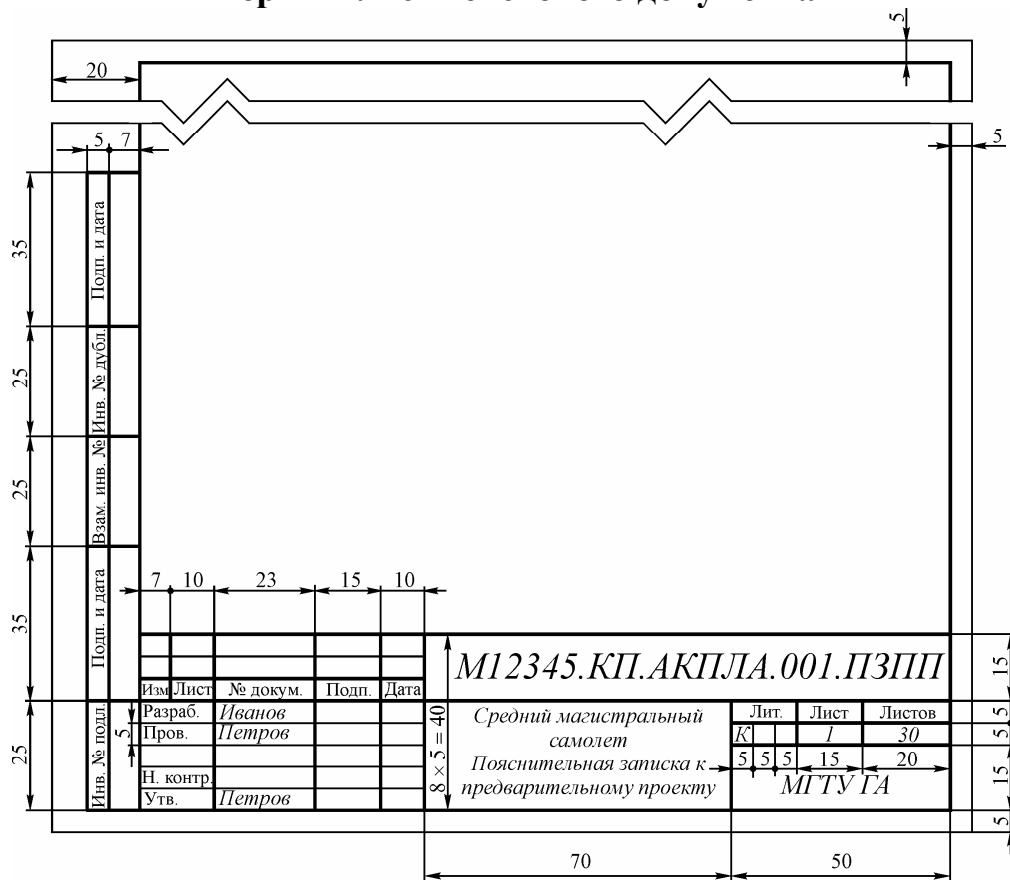 5
20
5 7
5
35
Подп. и дата
25
Инв. № дубл.
25
Взам. инв. №
35
Подп. и дата
25
Инв. № подл.
7 10 23 15 10
М12345.КП.АКПЛА.001.ПЗПП
15
Изм Лист № докум. Подп. Дата
Разраб. Иванов
Пров. Петров
5
Н. контр.
Утв. Петров
8 × 5 = 40
Средний магистральный
самолет
Пояснительная записка к
предварительному проекту
Лит. Лист Листов
К 1 30
5 5 5 15 20
МГТУ ГА
5
5
15
5
70 50